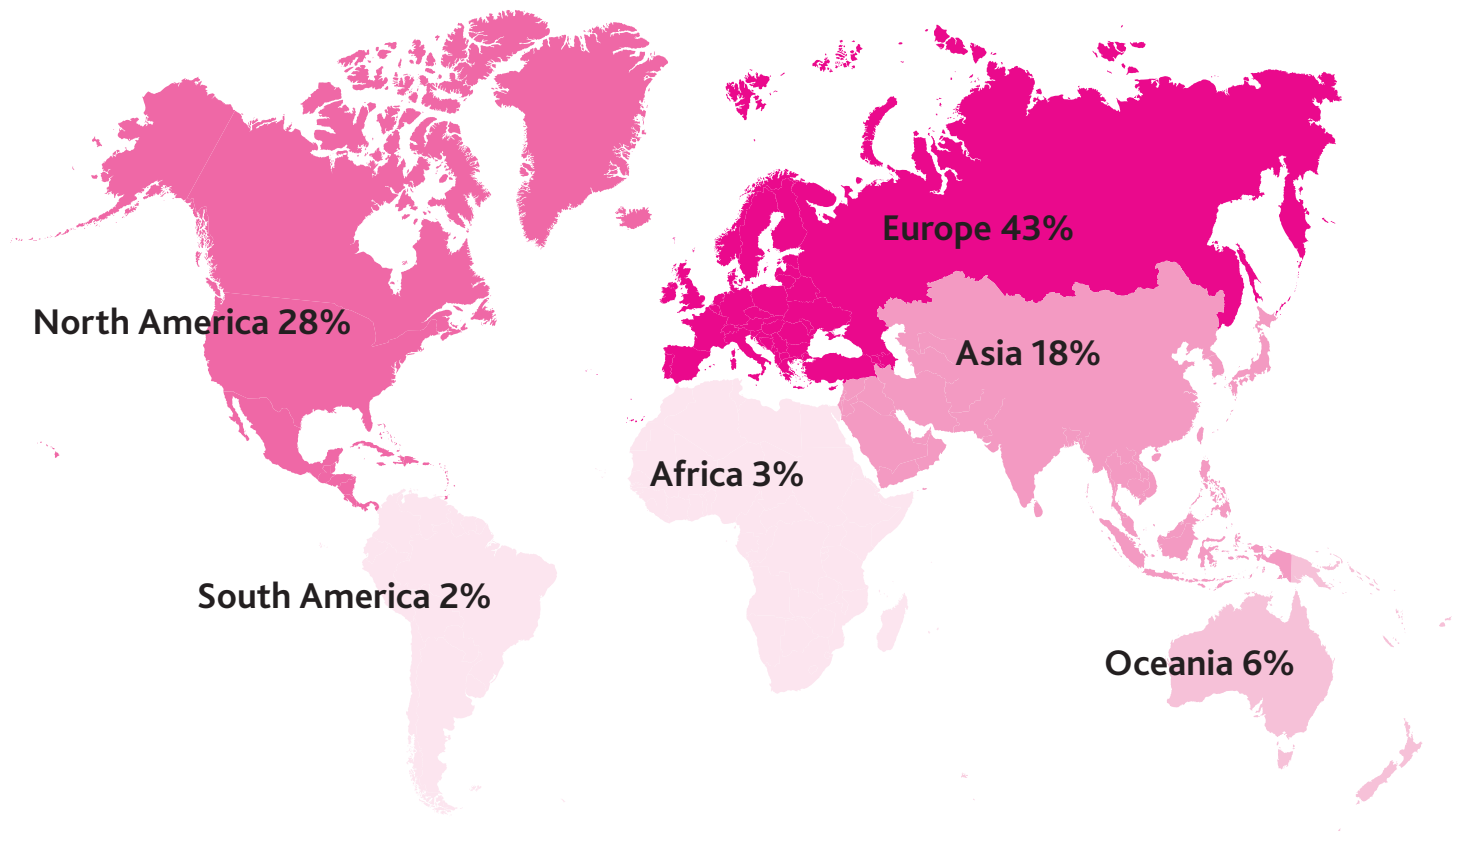 Europe 43%
North America 28%
Asia 18%
Africa 3%
South America 2%
Oceania 6%